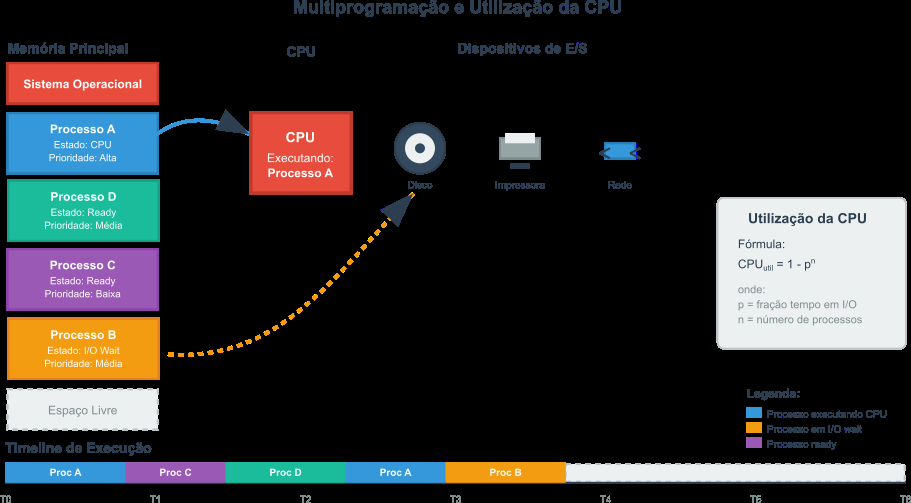 Multiprogramação e Utilização da CPU
Memória Principal
CPU
Dispositivos de E/S
Sistema Operacional
Processo A
Estado: CPU
Prioridade: Alta
Processo D
Estado: Ready
Prioridade: Média
Processo C
Estado: Ready
Prioridade: Baixa
Processo B
Estado: I/O Wait
Prioridade: Média
Espaço Livre
CPU
Executando:
Processo A
Disco
Impressora
Rede
Utilização da CPU
Fórmula:
CPUutil = 1 - pⁿ
onde:
p = fração tempo em I/O
n = número de processos
Legenda:
Processo executando CPU
Processo em I/O wait
Processo ready
Timeline de Execução
Proc A Proc C Proc D Proc A Proc B
T0 T1 T2 T3 T4 T5 T6